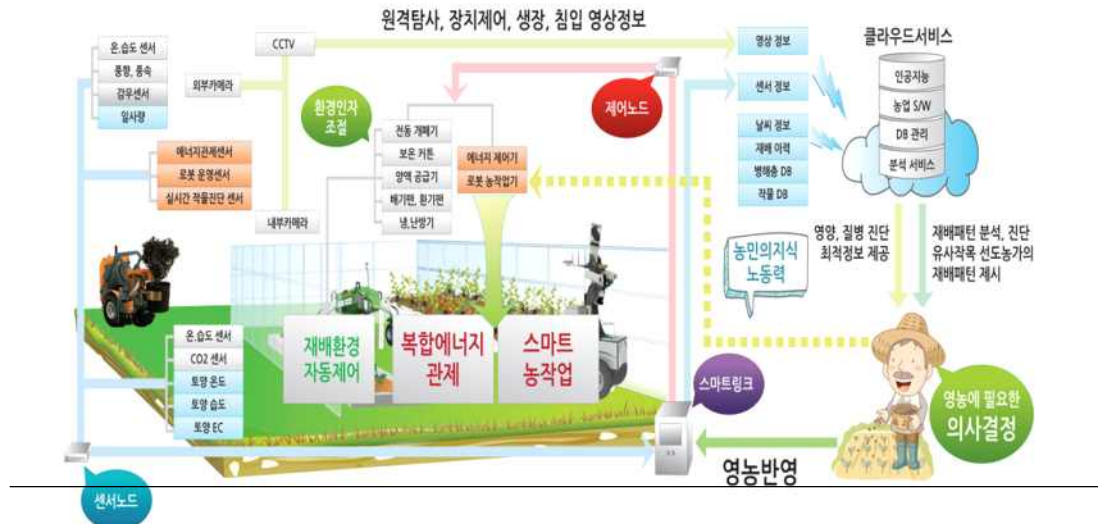 원격탐사, 장치제어, 생장, 침입 영상정보
온.습도 센서
풍향, 풍속
감우센서
일사량
CCTV
외부카메라
에너지관제센서
로봇 운영센서
실시간 작물진단 센서
내부카메라
환경인자
조절
전동 개폐기
보온 커튼
양액 공급기
배기팬, 환기팬
냉,난방기
에너지 제어기
로봇 농작업기
제어노드
영상 정보
센서 정보
날씨 정보
재배 이력
병해충 DB
작물 DB
클라우드서비스
인공지능
농업 S/W
DB 관리
분석 서비스
농민의지식
노동력
영양, 질병 진단
최적정보 제공
재배패턴 분석, 진단
유사작목 선도농가의
재배패턴 제시
온.습도 센서
CO2 센서
토양 온도
토양 습도
토양 EC
재배환경
자동제어
복합에너지
관제
스마트
농작업
스마트링크
영농에 필요한
의사결정
영농반영
센서노드